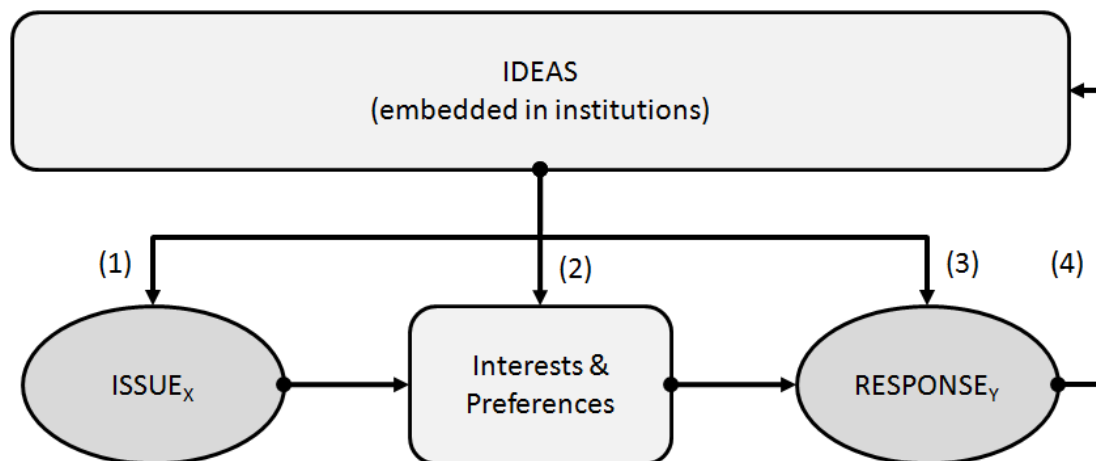 IDEAS
(embedded in institutions)
(1)
(2)
(3)
(4)
ISSUEX
Interests &
Preferences
RESPONSEY